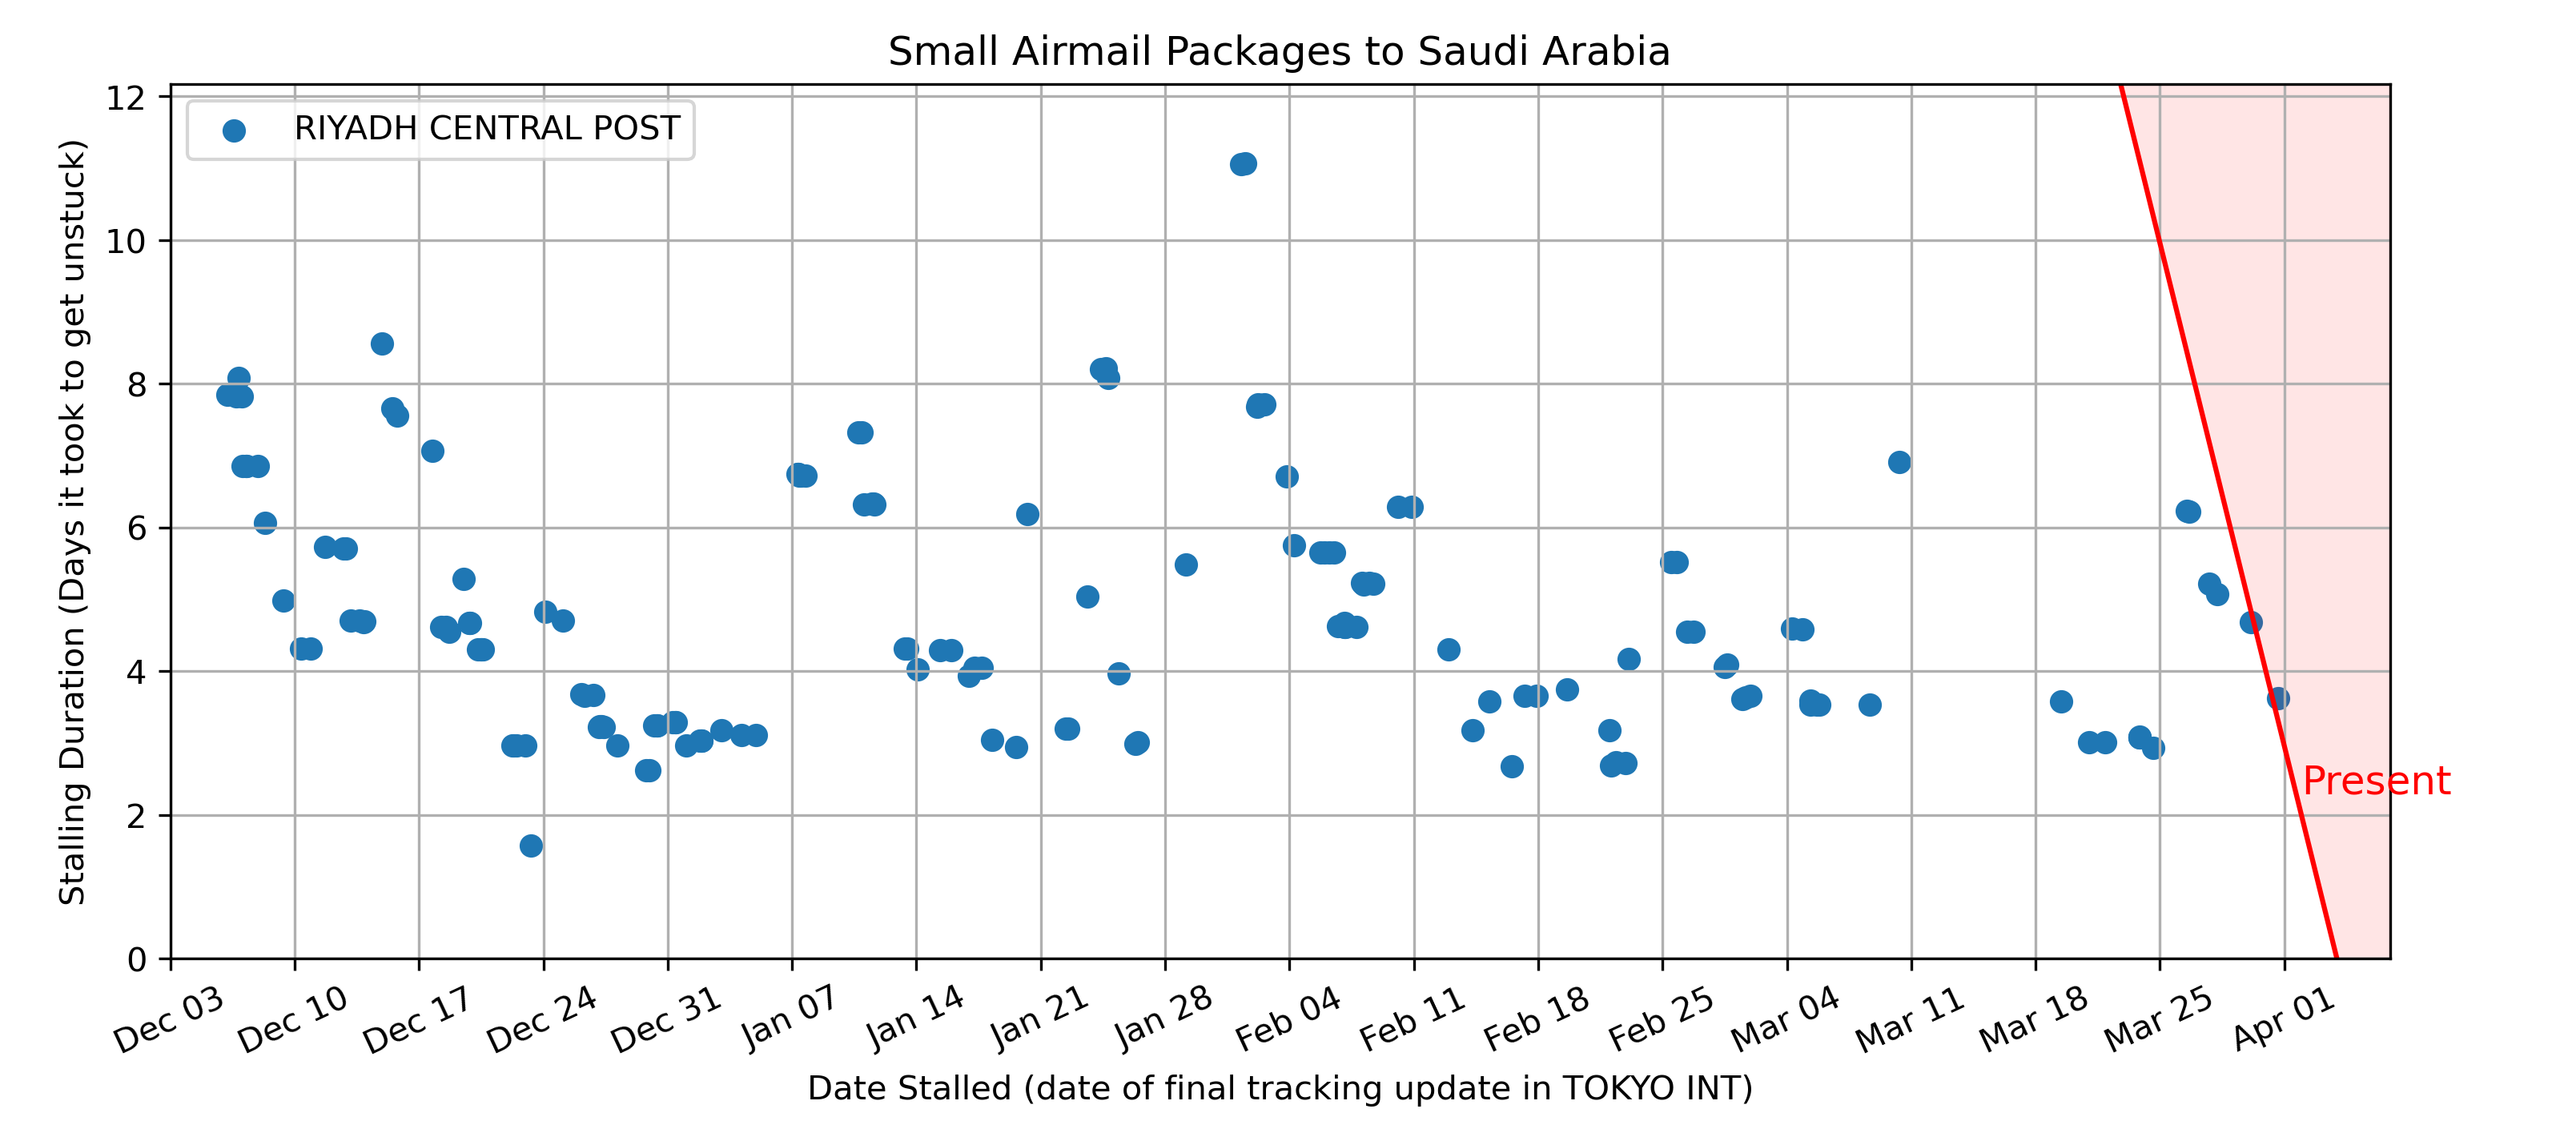 Small Airmail Packages to Saudi Arabia
RIYADH CENTRAL POST
Stalling Duration (Days it took to get unstuck)
12
10
8
6
4
2
0
Present
Dec 03
Dec 10
Dec 17
Dec 24
Dec 31
Jan 07
Jan 14
Jan 21
Jan 28
Feb 04
Feb 11
Feb 18
Feb 25
Mar 04
Mar 11
Mar 18
Mar 25
Apr 01
Date Stalled (date of final tracking update in TOKYO INT)